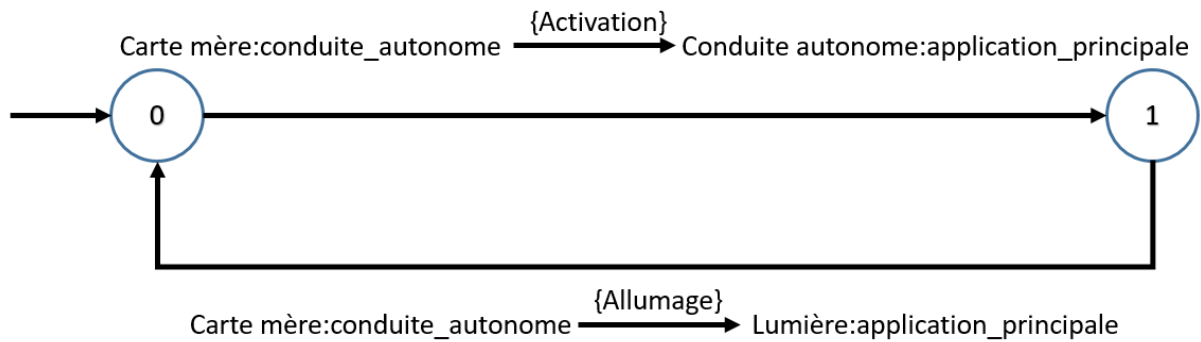 {Activation}
Carte mère:conduite_autonome Conduite autonome:application_principale
0 1
{Allumage}
Carte mère:conduite_autonome Lumière:application_principale